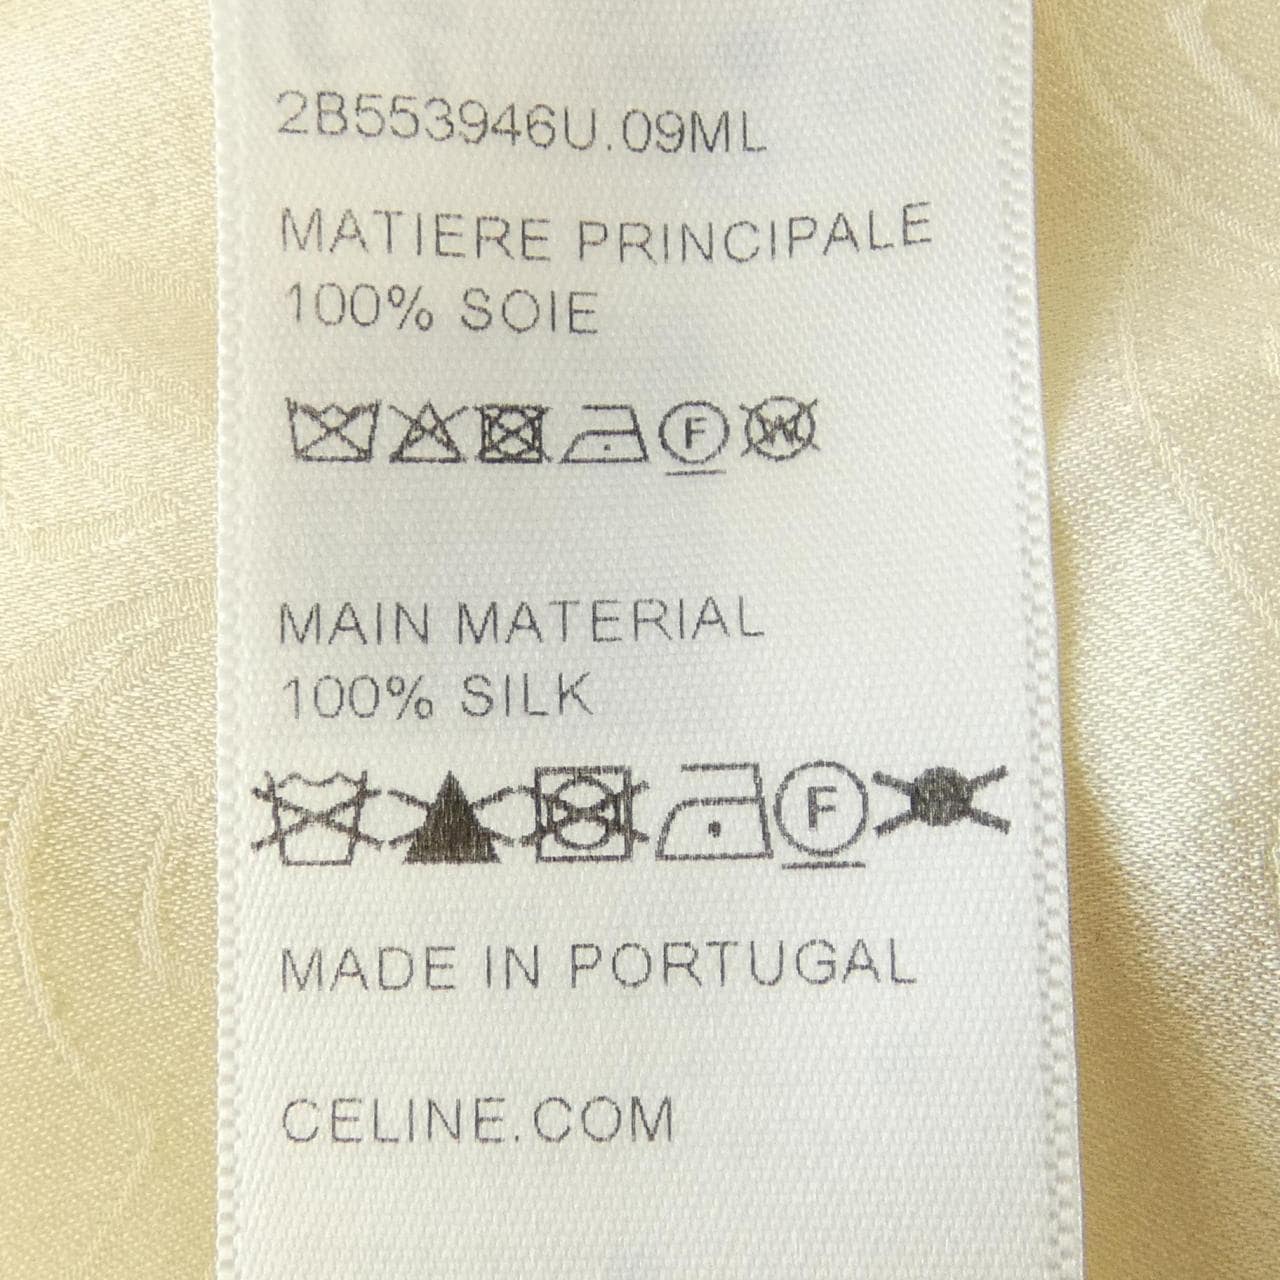 2B553946U.09ML
MATIERE PRINCIPALE
100% SOIE
F W
MAIN MATERIAL
100% SILK
F
MADE IN PORTUGAL
CELINE.COM